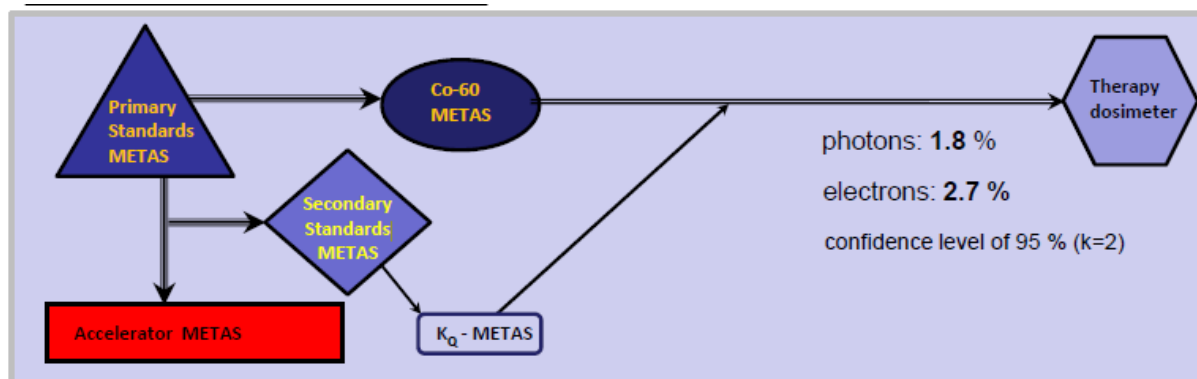 Primary
Standards
METAS
Co-60
METAS
Therapy
dosimeter
photons: 1.8 %
electrons: 2.7 %
confidence level of 95 % (k=2)
Secondary
Standards
METAS
Accelerator METAS
KQ - METAS